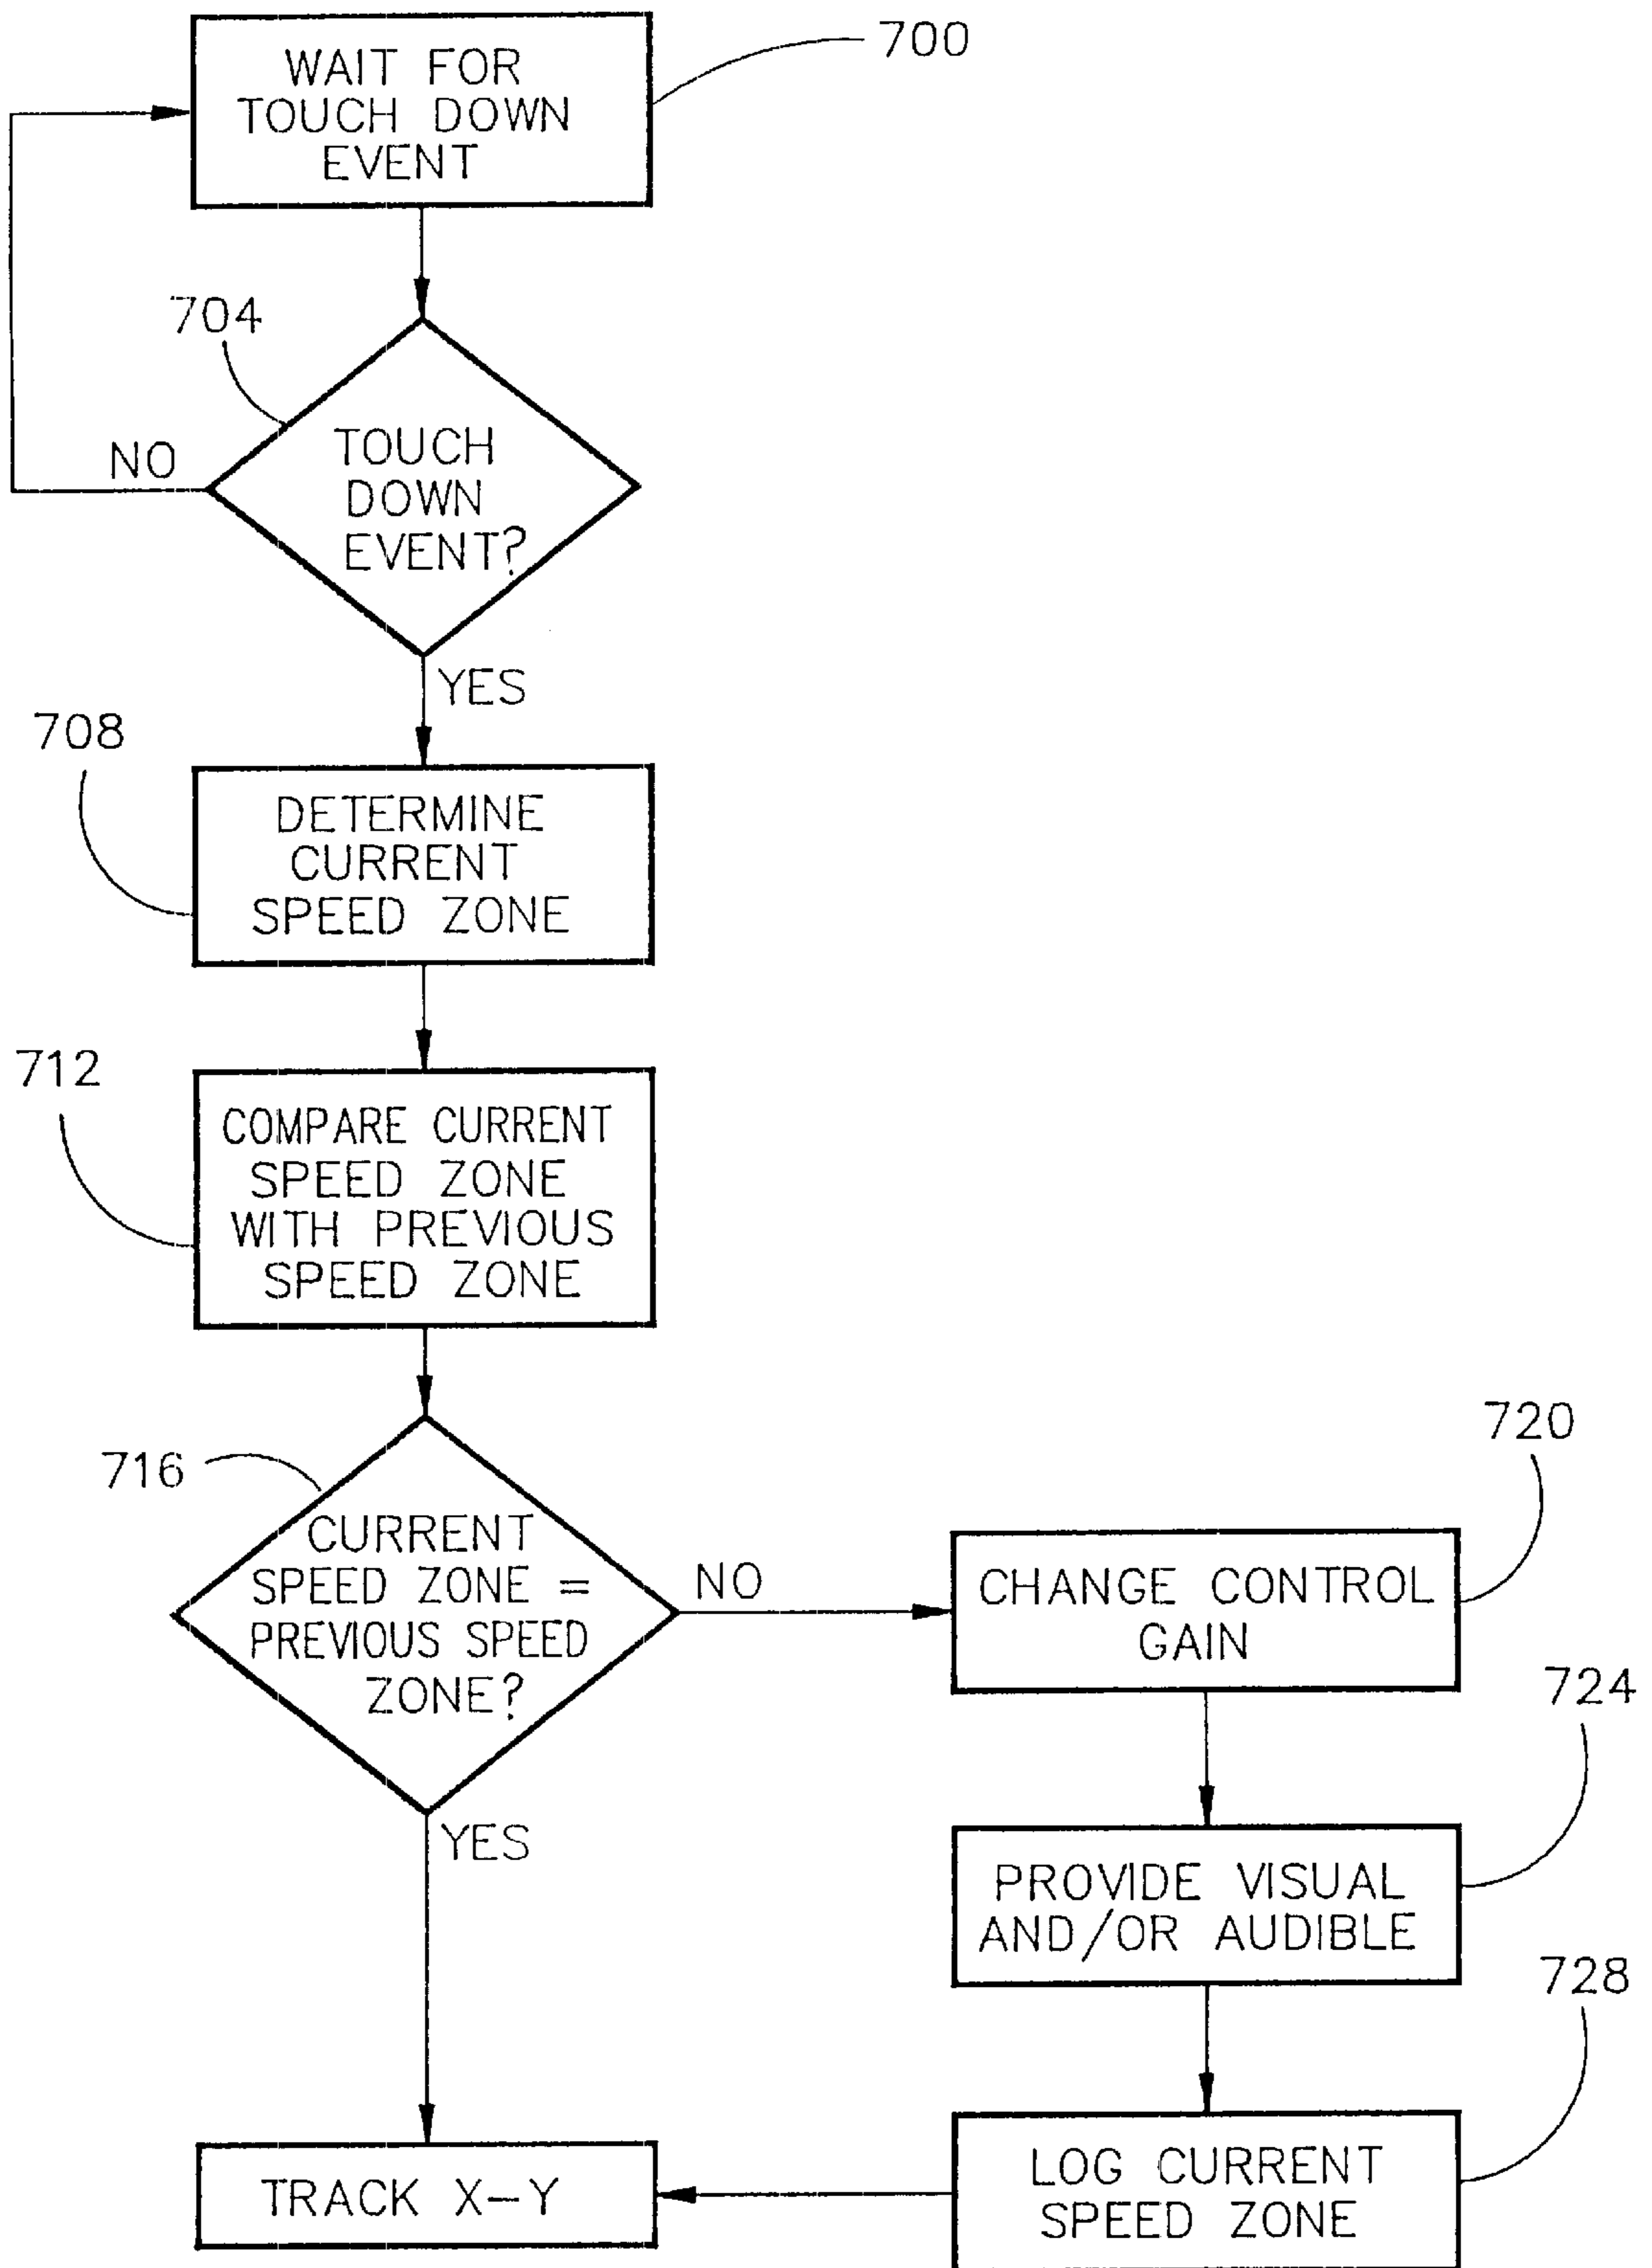 WAIT FOR
TOUCH DOWN
EVENT
700
704
TOUCH
DOWN
EVENT?
NO
YES
708
DETERMINE
CURRENT
SPEED ZONE
712
COMPARE CURRENT
SPEED ZONE
WITH PREVIOUS
SPEED ZONE
716
CURRENT
SPEED ZONE =
PREVIOUS SPEED
ZONE?
NO
YES
720
CHANGE CONTROL
GAIN
724
PROVIDE VISUAL
AND/OR AUDIBLE
728
LOG CURRENT
SPEED ZONE
TRACK X-Y